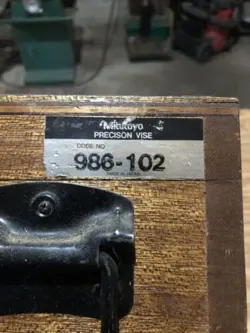 Mitutoyo
PRECISON VISE
CODE NO
986-102
MADE IN JAPAN